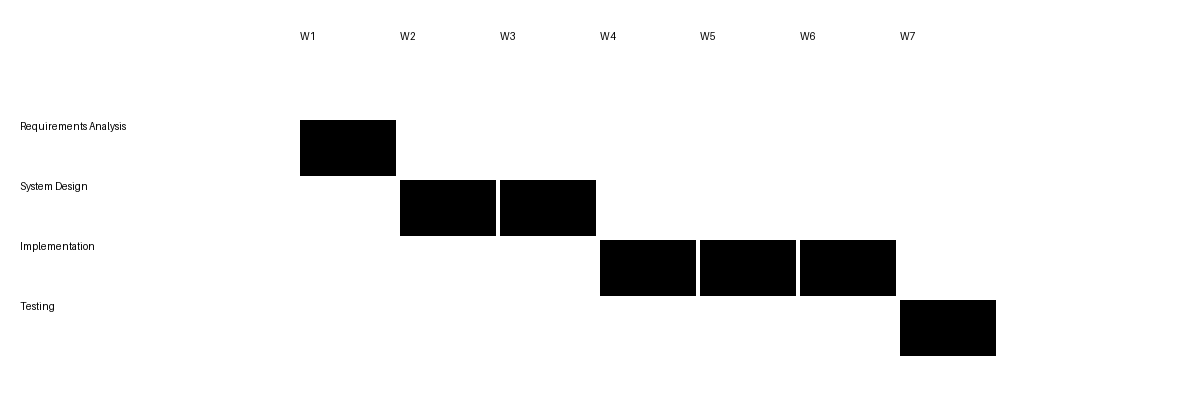 W1 W2 W3 W4 W5 W6 W7
Requirements Analysis
System Design
Implementation
Testing